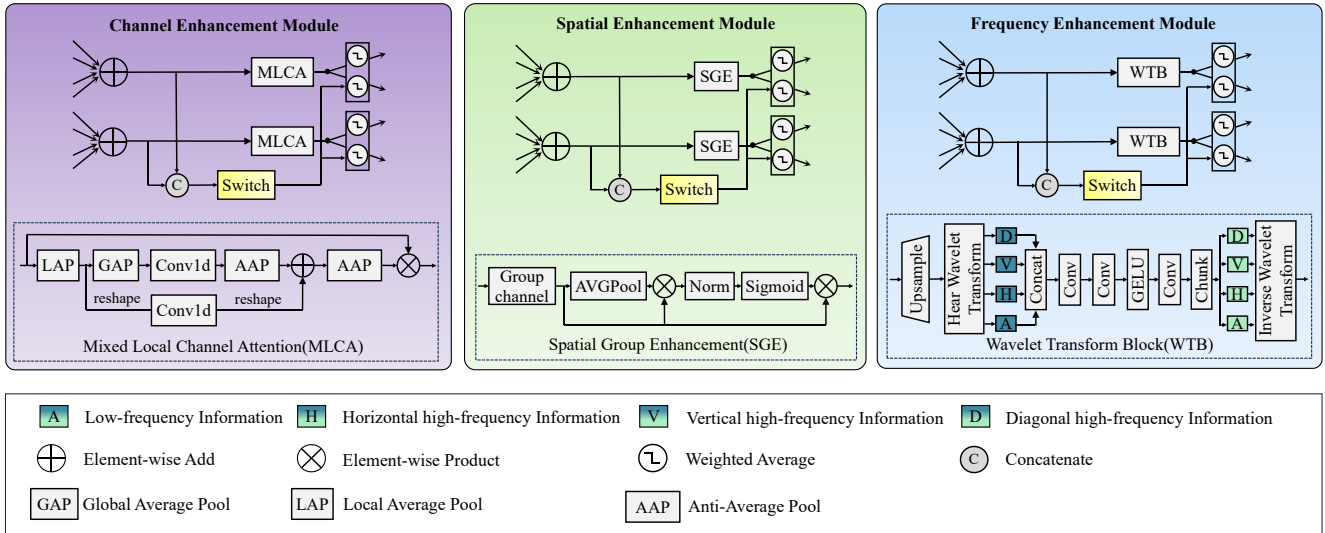 Channel Enhancement Module
MLCA
MLCA
C
Switch
LAP
GAP
Conv1d
AAP
AAP
reshape
reshape
Conv1d
Mixed Local Channel Attention(MLCA)
Spatial Enhancement Module
SGE
SGE
C
Switch
Group
channel
AVGPool
Norm
Sigmoid
Spatial Group Enhancement(SGE)
Frequency Enhancement Module
WTB
WTB
C
Switch
Upsample
Hear Wavelet
Transform
D
V
H
A
Concat
Conv
Conv
GELU
Conv
Chunk
D
V
H
A
Inverse Wavelet
Transform
Wavelet Transform Block(WTB)
A Low-frequency Information
H Horizontal high-frequency Information
V Vertical high-frequency Information
D Diagonal high-frequency Information
Element-wise Add
Element-wise Product
Weighted Average
C Concatenate
GAP Global Average Pool
LAP Local Average Pool
AAP Anti-Average Pool